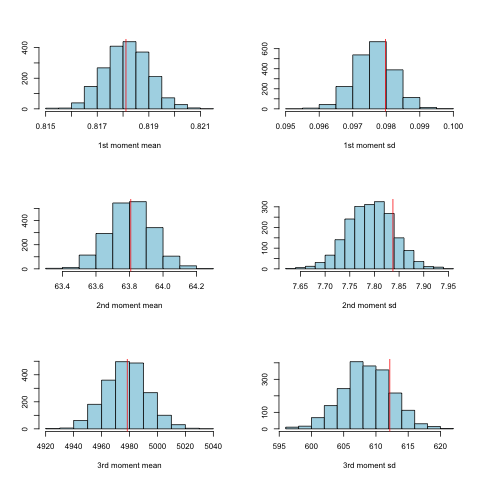 0 200 400
0.815 0.817 0.819 0.821
1st moment mean
0 200 400 600
0.095 0.096 0.097 0.098 0.099 0.100
1st moment sd
0 200 400
63.4 63.6 63.8 64.0 64.2
2nd moment mean
0 100 200 300
7.65 7.70 7.75 7.80 7.85 7.90 7.95
2nd moment sd
0 200 400
4920 4940 4960 4980 5000 5020 5040
3rd moment mean
0 100 200 300
595 600 605 610 615 620
3rd moment sd